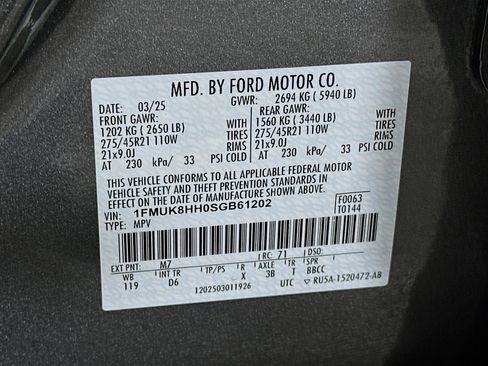 MFD. BY FORD MOTOR CO.
DATE: 03/25 GVWR: 2694 KG ( 5940 LB)
FRONT GAWR: REAR GAWR:
1202 KG ( 2650 LB) 1560 KG ( 3440 LB)
275/45R21 110W TIRES 275/45R21 110W TIRES
21x9.0J RIMS 21x9.0J RIMS
AT 230 kPa/ 33 PSI COLD AT 230 kPa/ 33 PSI COLD
THIS VEHICLE CONFORMS TO ALL APPLICABLE FEDERAL MOTOR
VEHICLE SAFETY AND THEFT PREVENTION STANDARDS IN EFFECT
ON THE DATE OF MANUFACTURE SHOWN ABOVE.
VIN: 1FMUK8HH0SGB61202 F0063
TYPE: MPV T0144
EXT PNT: M7 RC: 71 DSO:
WB INT TR TP/PS R AXLE TR SPR
119 D6 X 3B T BBCC
1202503011926 UTC RU5A-1520472-AB